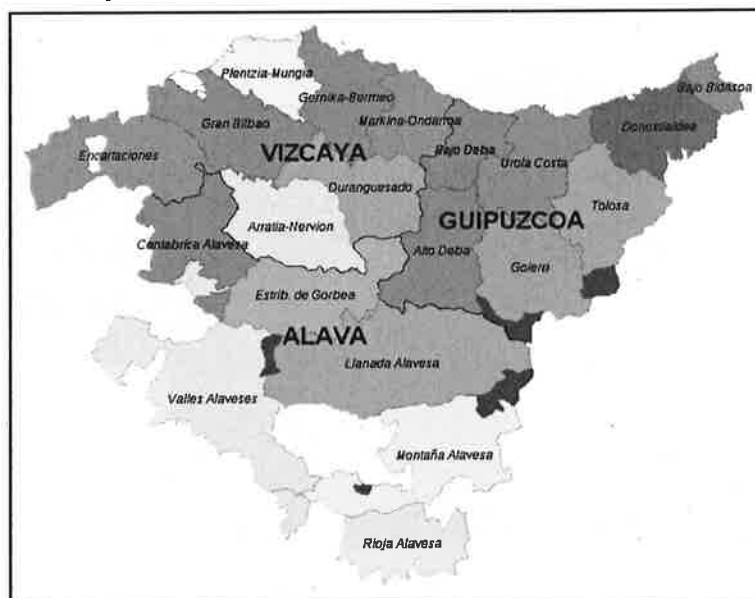 Plentzia-Mungia
Gernika-Bermeo
Bajo Bidasoa
Gran Bilbao
Markina-Ondarroa
Donostialdea
Encartaciones
VIZCAYA
Bajo Deba
Urola Costa
Duranguesado
Tolosa
Arratia-Nervion
GUIPUZCOA
Cantabrica Alavesa
Alto Deba
Goierri
Estrib. de Gorbea
ALAVA
Llanada Alavesa
Valles Alaveses
Montaña Alavesa
Rioja Alavesa